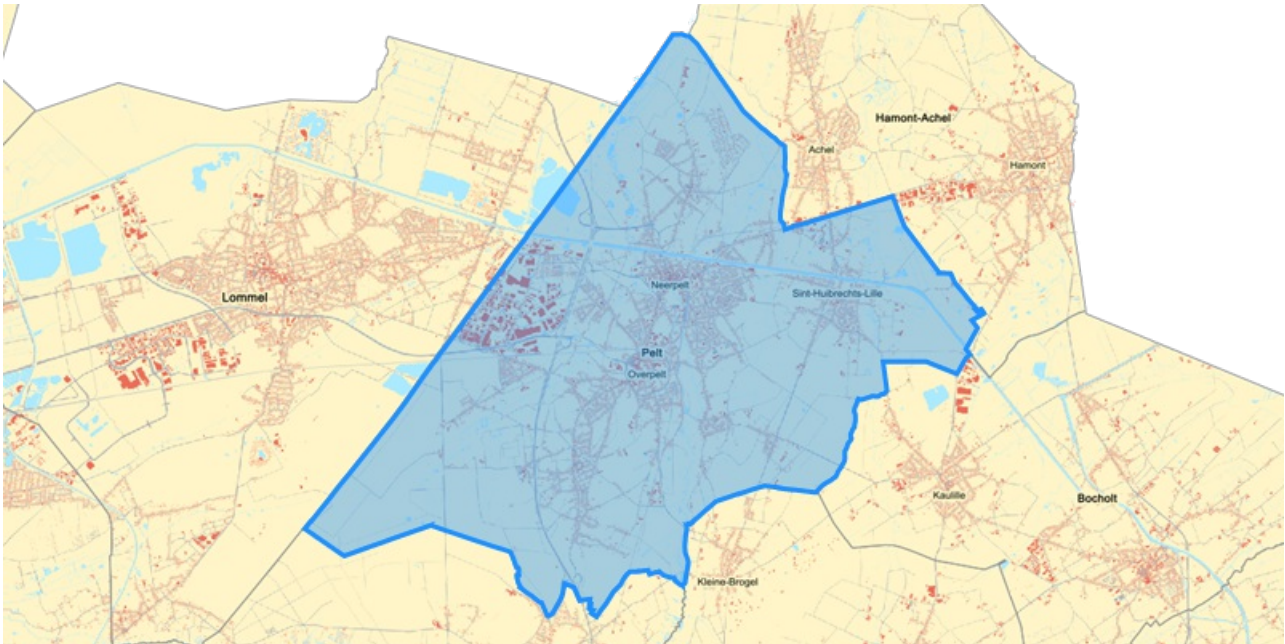 Hamont-Achel
Achel
Hamont
Neerpelt
Sint-Huibrechts-Lille
Lommel
Pelt
Overpelt
Kaulille
Bocholt
Kleine-Brogel